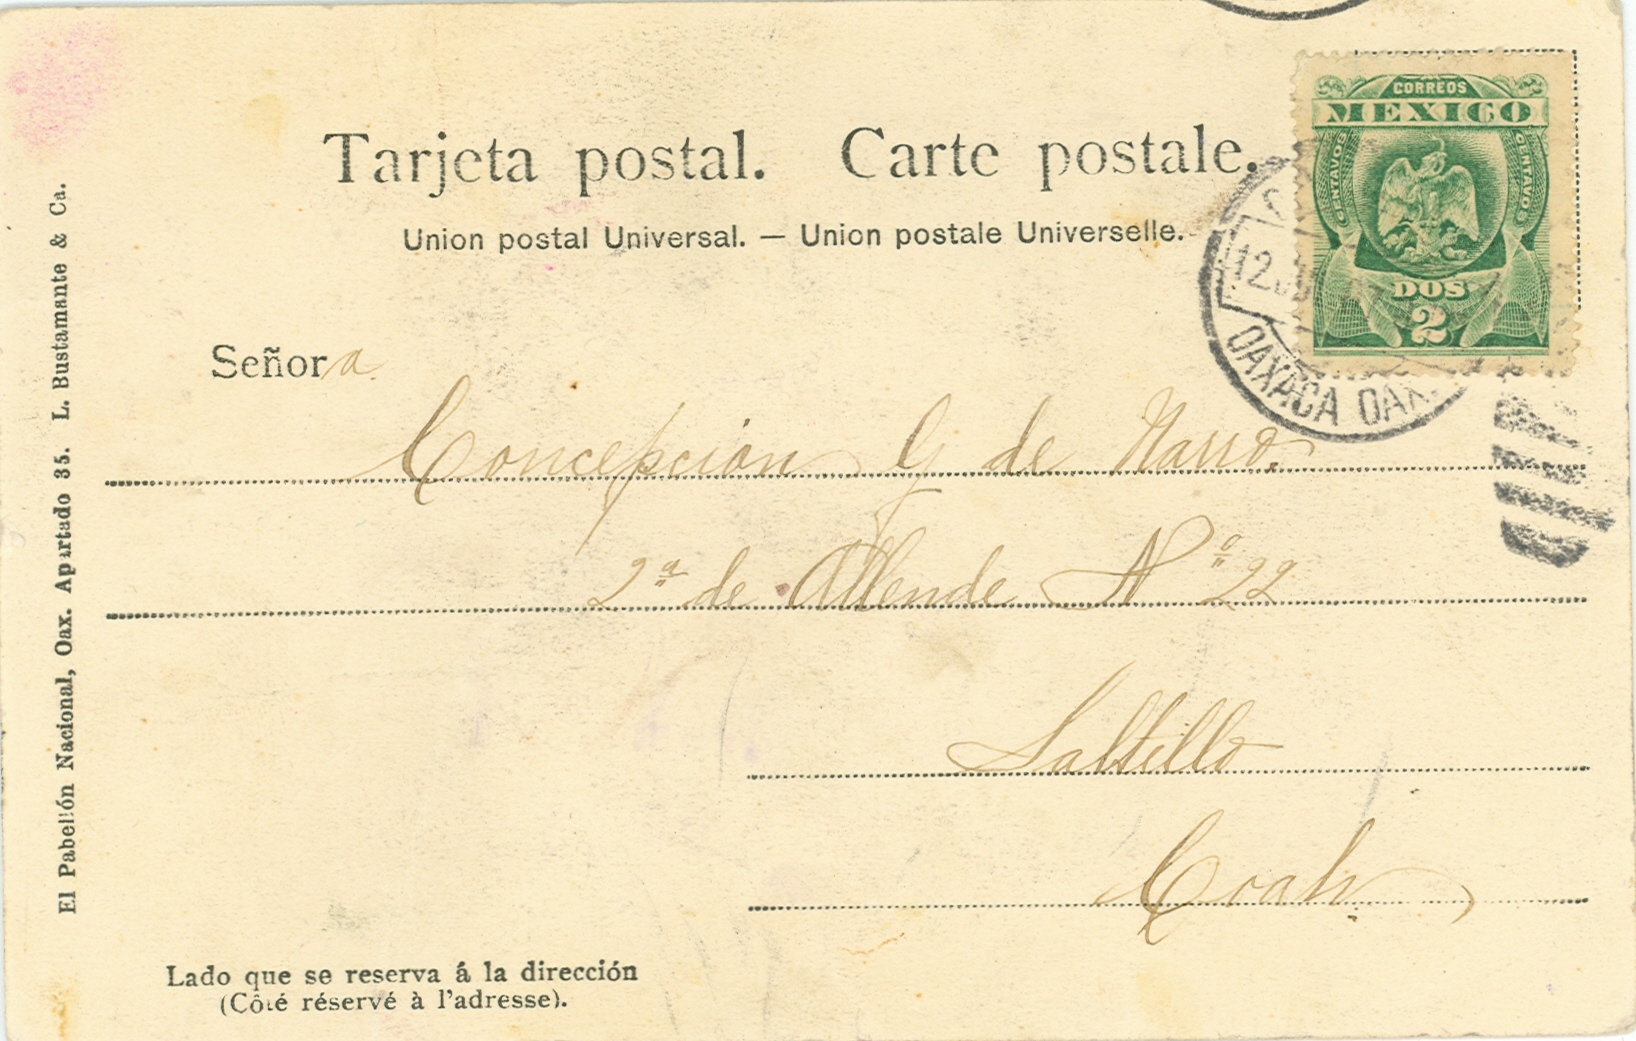 Tarjeta postal. Carte postale.
Union postal Universal. — Union postale Universelle.
CORREOS
MEXICO
CENTAVOS
CENTAVOS
DOS
2
12
OAXACA OAX.
Señora
Concepción G de Narro.
2ª de Allende Nº 22
Saltillo
Coah
Lado que se reserva á la dirección
(Côté réservé à l'adresse).
El Pabellón Nacional, Oax. Apartado 35. L. Bustamante & Ca.